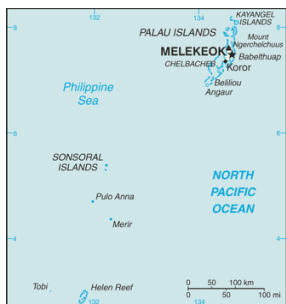 132
134
KAYANGEL
ISLANDS
8
8
PALAU ISLANDS
Mount
Ngerchelchuus
MELEKEOK
Babelthuap
CHELBACHEB
Koror
Beliliou
Angaur
Philippine
Sea
6
6
SONSORAL
ISLANDS
NORTH
PACIFIC
OCEAN
Pulo Anna
Merir
4
4
0 50 100 km
0 50 100 mi
Tobi
Helen Reef
132
134